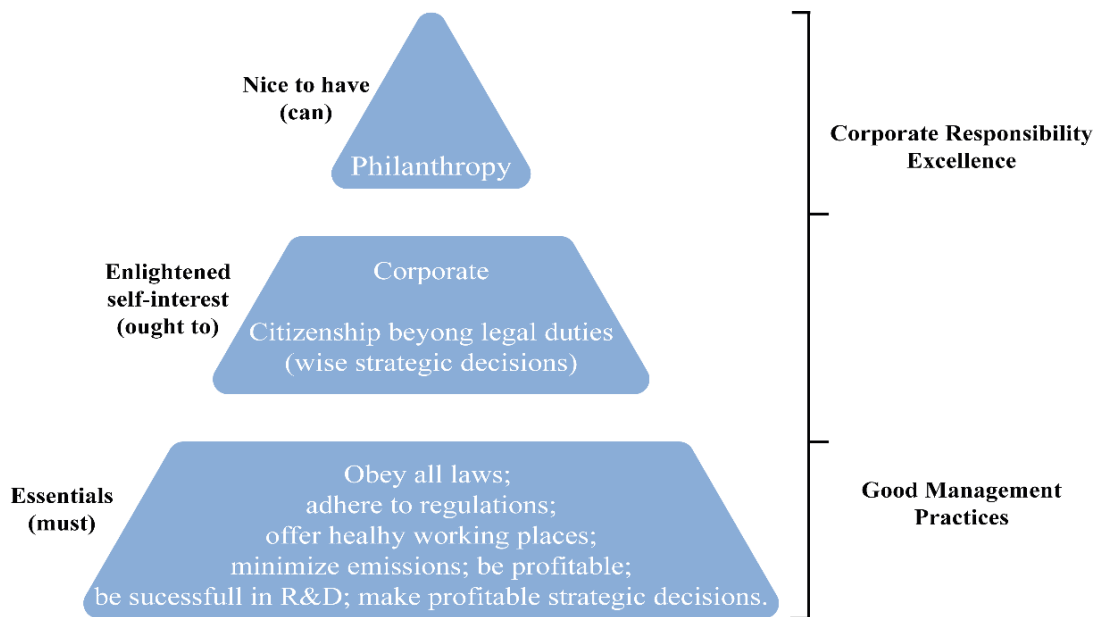 Nice to have
(can)
Philanthropy
Corporate Responsibility
Excellence
Enlightened
self-interest
(ought to)
Corporate
Citizenship beyong legal duties
(wise strategic decisions)
Essentials
(must)
Obey all laws;
adhere to regulations;
offer healhy working places;
minimize emissions; be profitable;
be sucessfull in R&D; make profitable strategic decisions.
Good Management
Practices